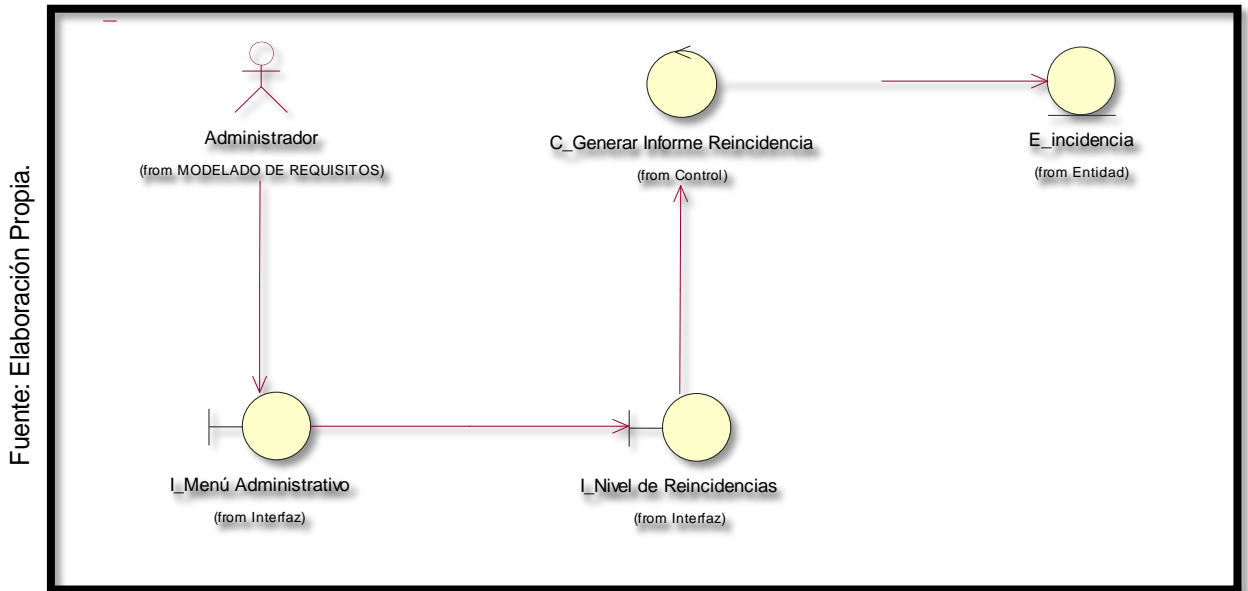 Administrador
(from MODELADO DE REQUISITOS)
C_Generar Informe Reincidencia
(from Control)
E_incidencia
(from Entidad)
I_Menú Administrativo
(from Interfaz)
I_Nivel de Reincidencias
(from Interfaz)
Fuente: Elaboración Propia.